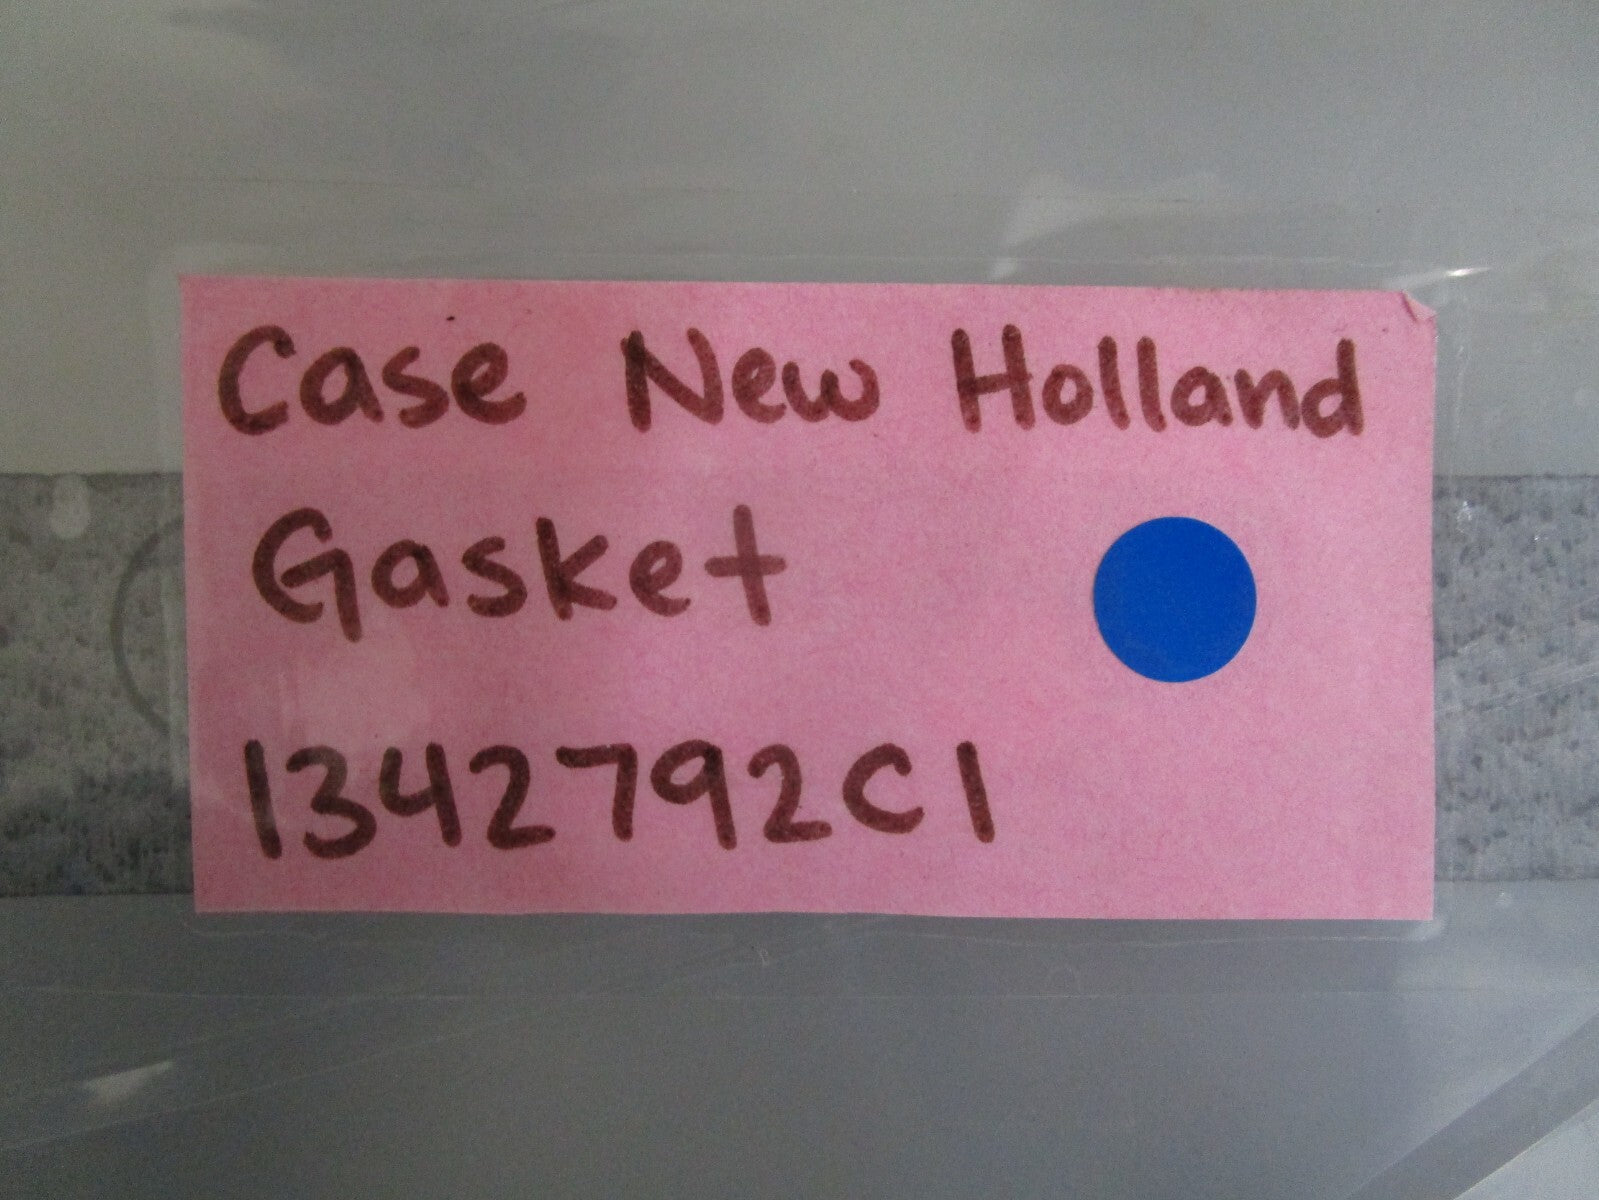 Case New Holland
Gasket
1342792C1